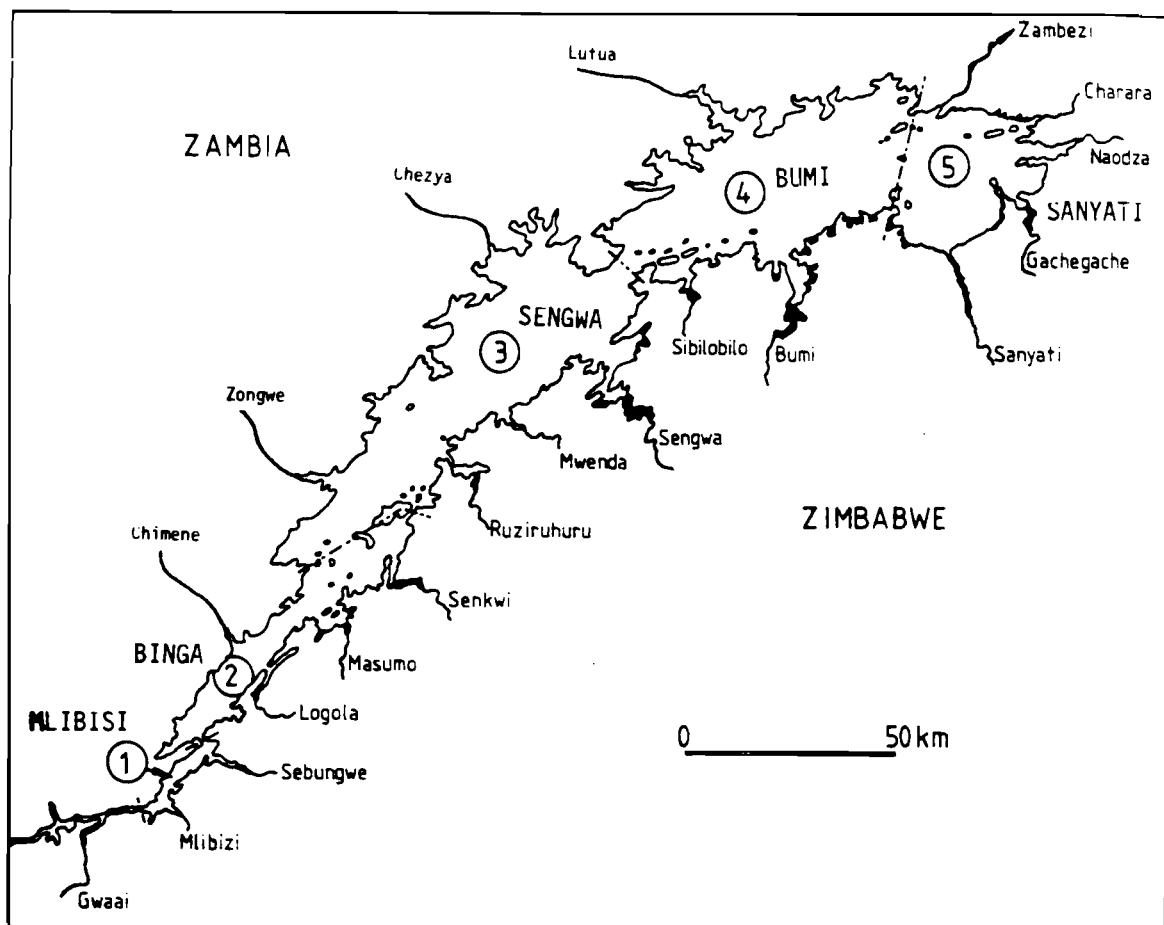 Zambezi
Lutua
Charara
ZAMBIA
Naodza
Chezya
4 BUMI
5
SANYATI
Gachegache
SENGWA
Sibilobilo
Bumi
Sanyati
3
Zongwe
Sengwa
Mwenda
ZIMBABWE
Ruziruhuru
Chimene
Senkwi
BINGA
2
Masumo
MLIBISI
Logola
1
0 50 km
Sebungwe
Mlibizi
Gwaai